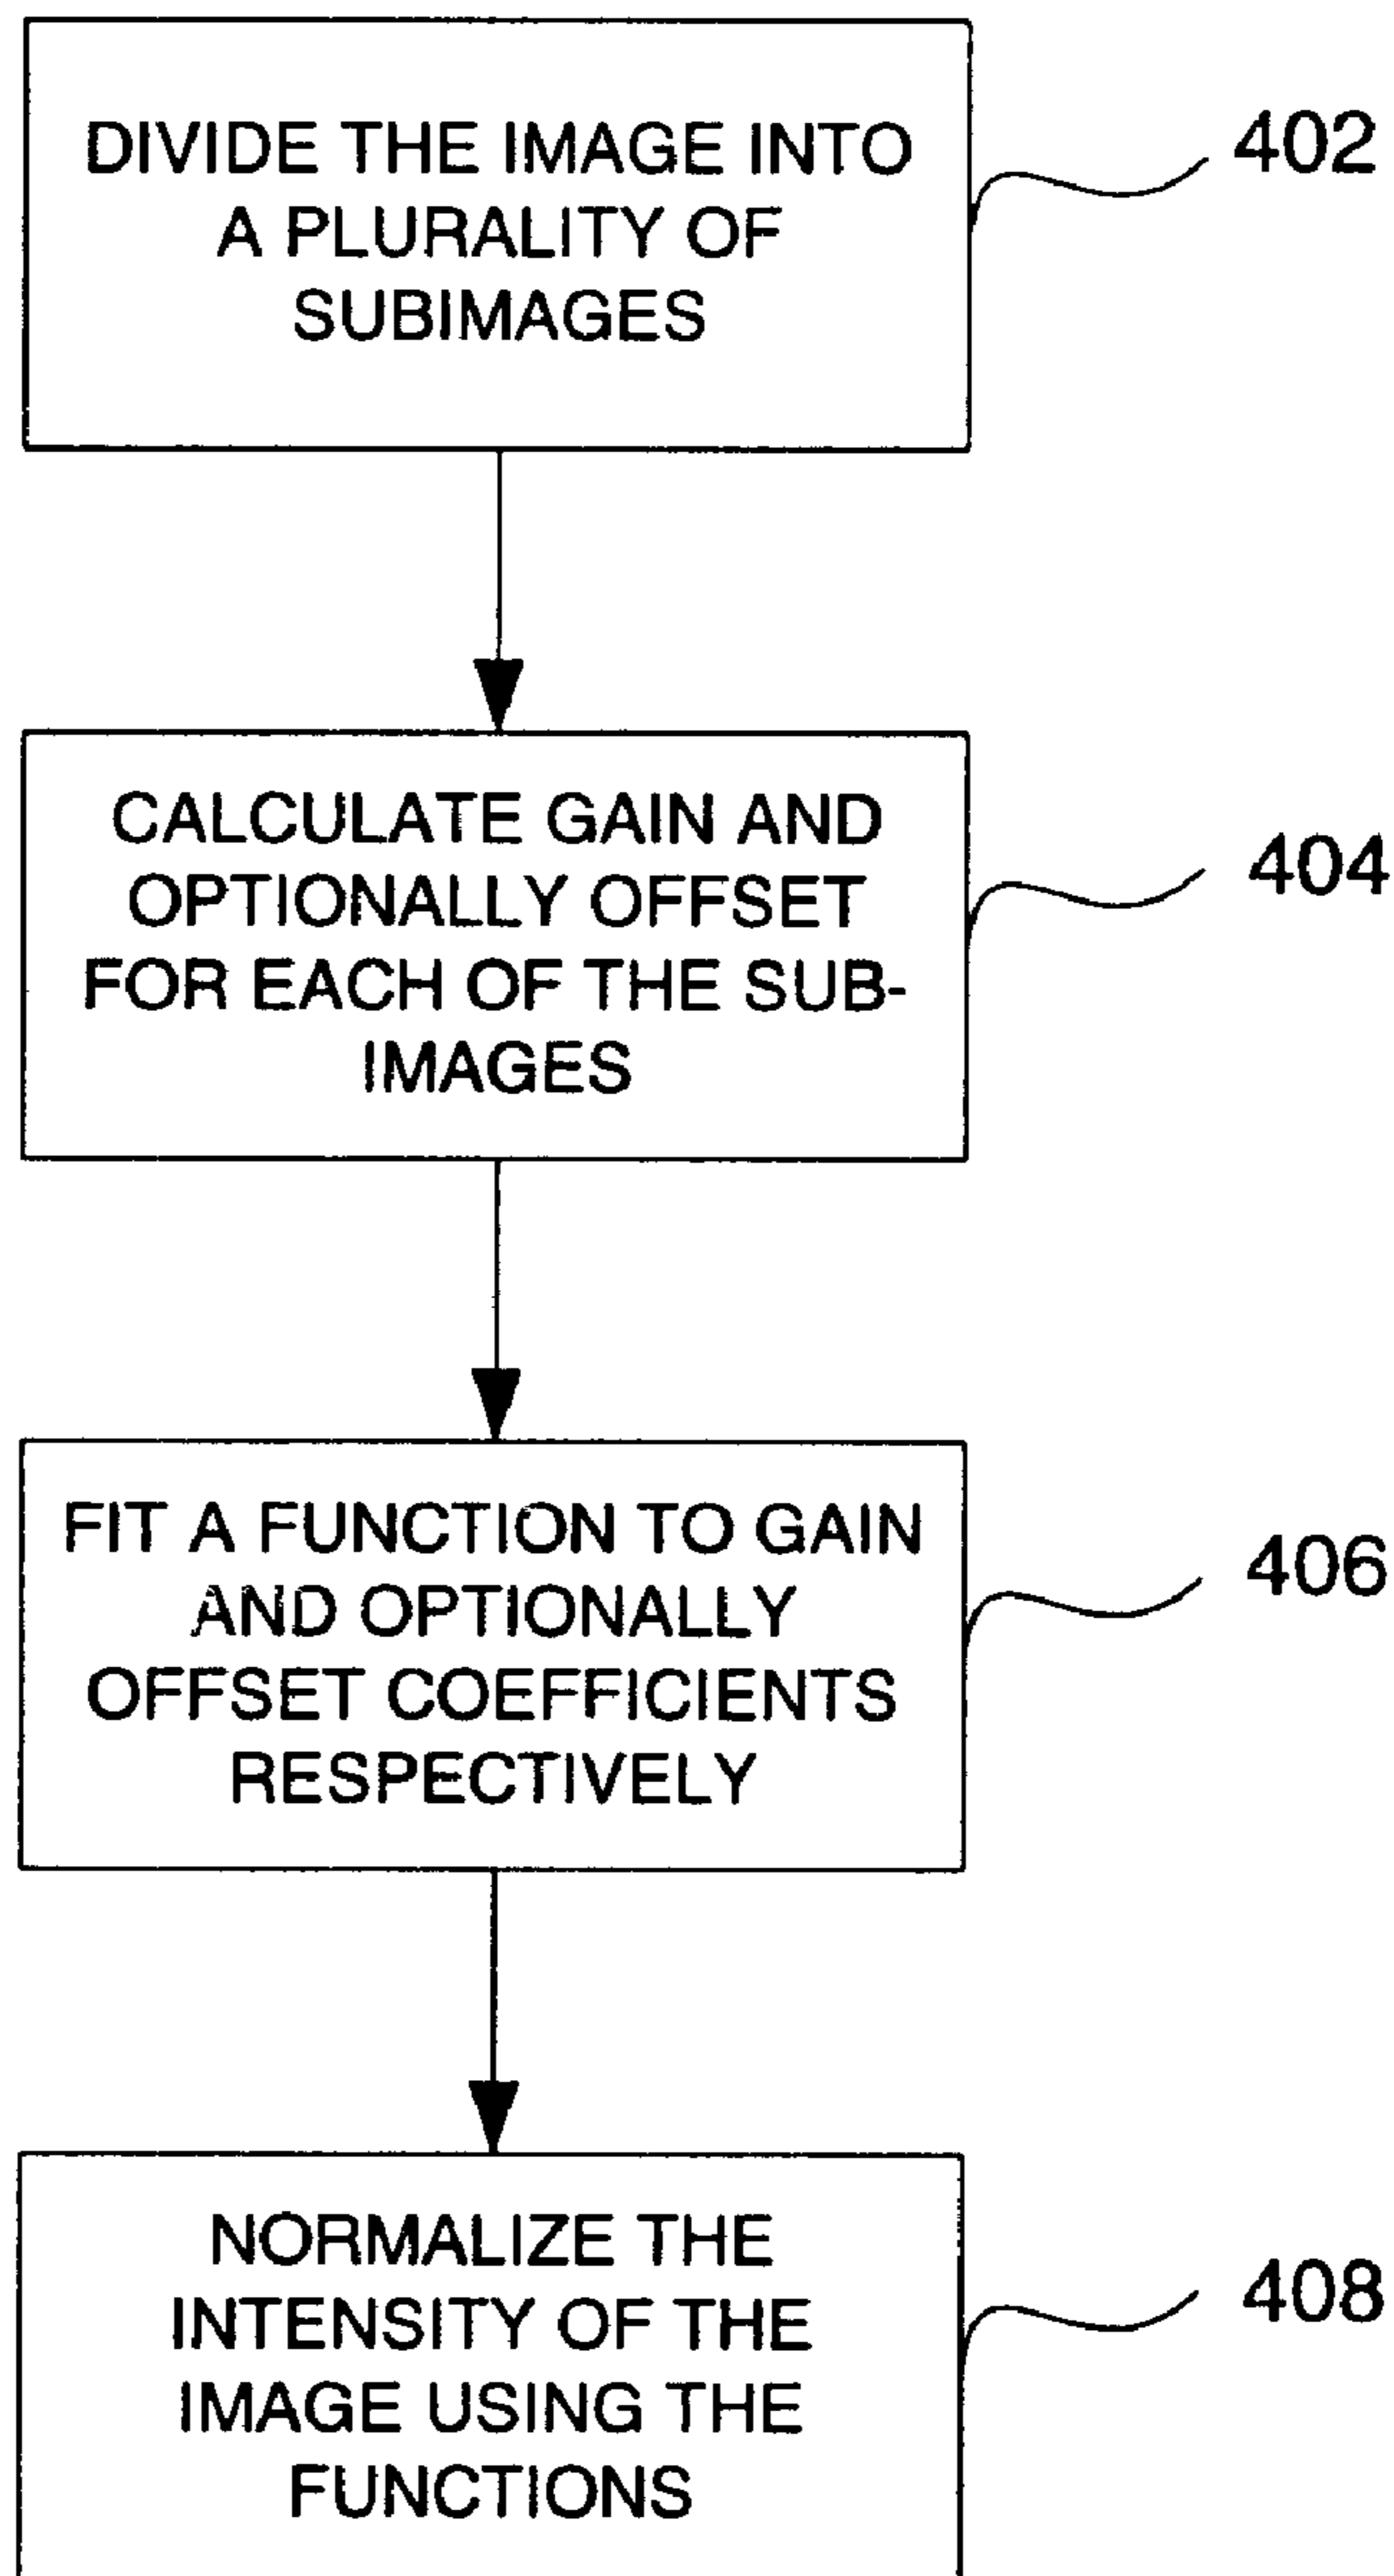 DIVIDE THE IMAGE INTO
A PLURALITY OF
SUBIMAGES
402
CALCULATE GAIN AND
OPTIONALLY OFFSET
FOR EACH OF THE SUB-
IMAGES
404
FIT A FUNCTION TO GAIN
AND OPTIONALLY
OFFSET COEFFICIENTS
RESPECTIVELY
406
NORMALIZE THE
INTENSITY OF THE
IMAGE USING THE
FUNCTIONS
408